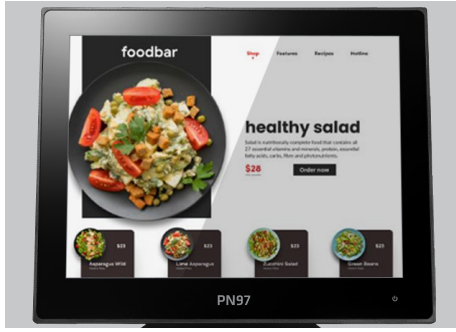 foodbar
Shop Features Recipes Hotline
healthy salad
Salad is nutritionally complete food that contains all
27 essential vitamins and minerals, protein, essential
fatty acids, carbs, fibre and phytonutrients.
$28
Order now
$23 $23 $23 $23
Asparagus Wild Lime Asparagus Zucchini Salad Green Beans
PN97